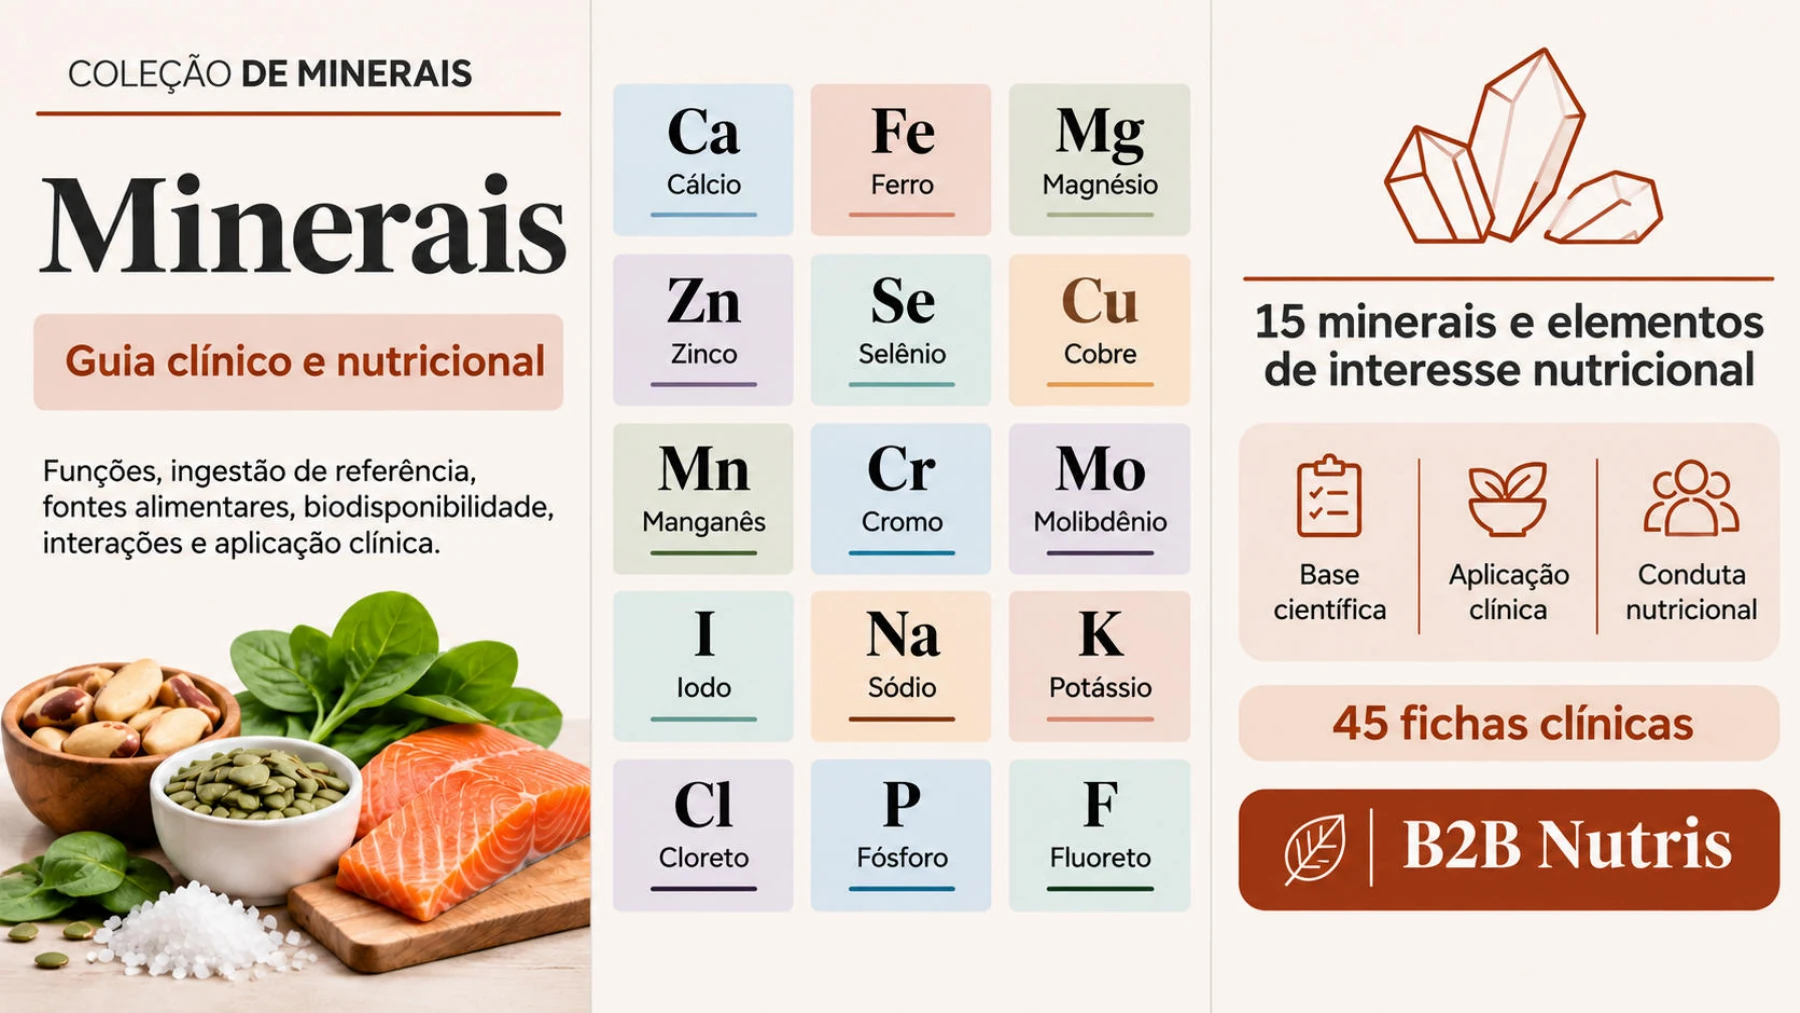 COLEÇÃO DE MINERAIS
Minerais
Guia clínico e nutricional
Funções, ingestão de referência,
fontes alimentares, biodisponibilidade,
interações e aplicação clínica.
Ca
Cálcio
Fe
Ferro
Mg
Magnésio
Zn
Zinco
Se
Selênio
Cu
Cobre
Mn
Manganês
Cr
Cromo
Mo
Molibdênio
I
Iodo
Na
Sódio
K
Potássio
Cl
Cloreto
P
Fósforo
F
Fluoreto
15 minerais e elementos
de interesse nutricional
Base
científica
Aplicação
clínica
Conduta
nutricional
45 fichas clínicas
B2B Nutris